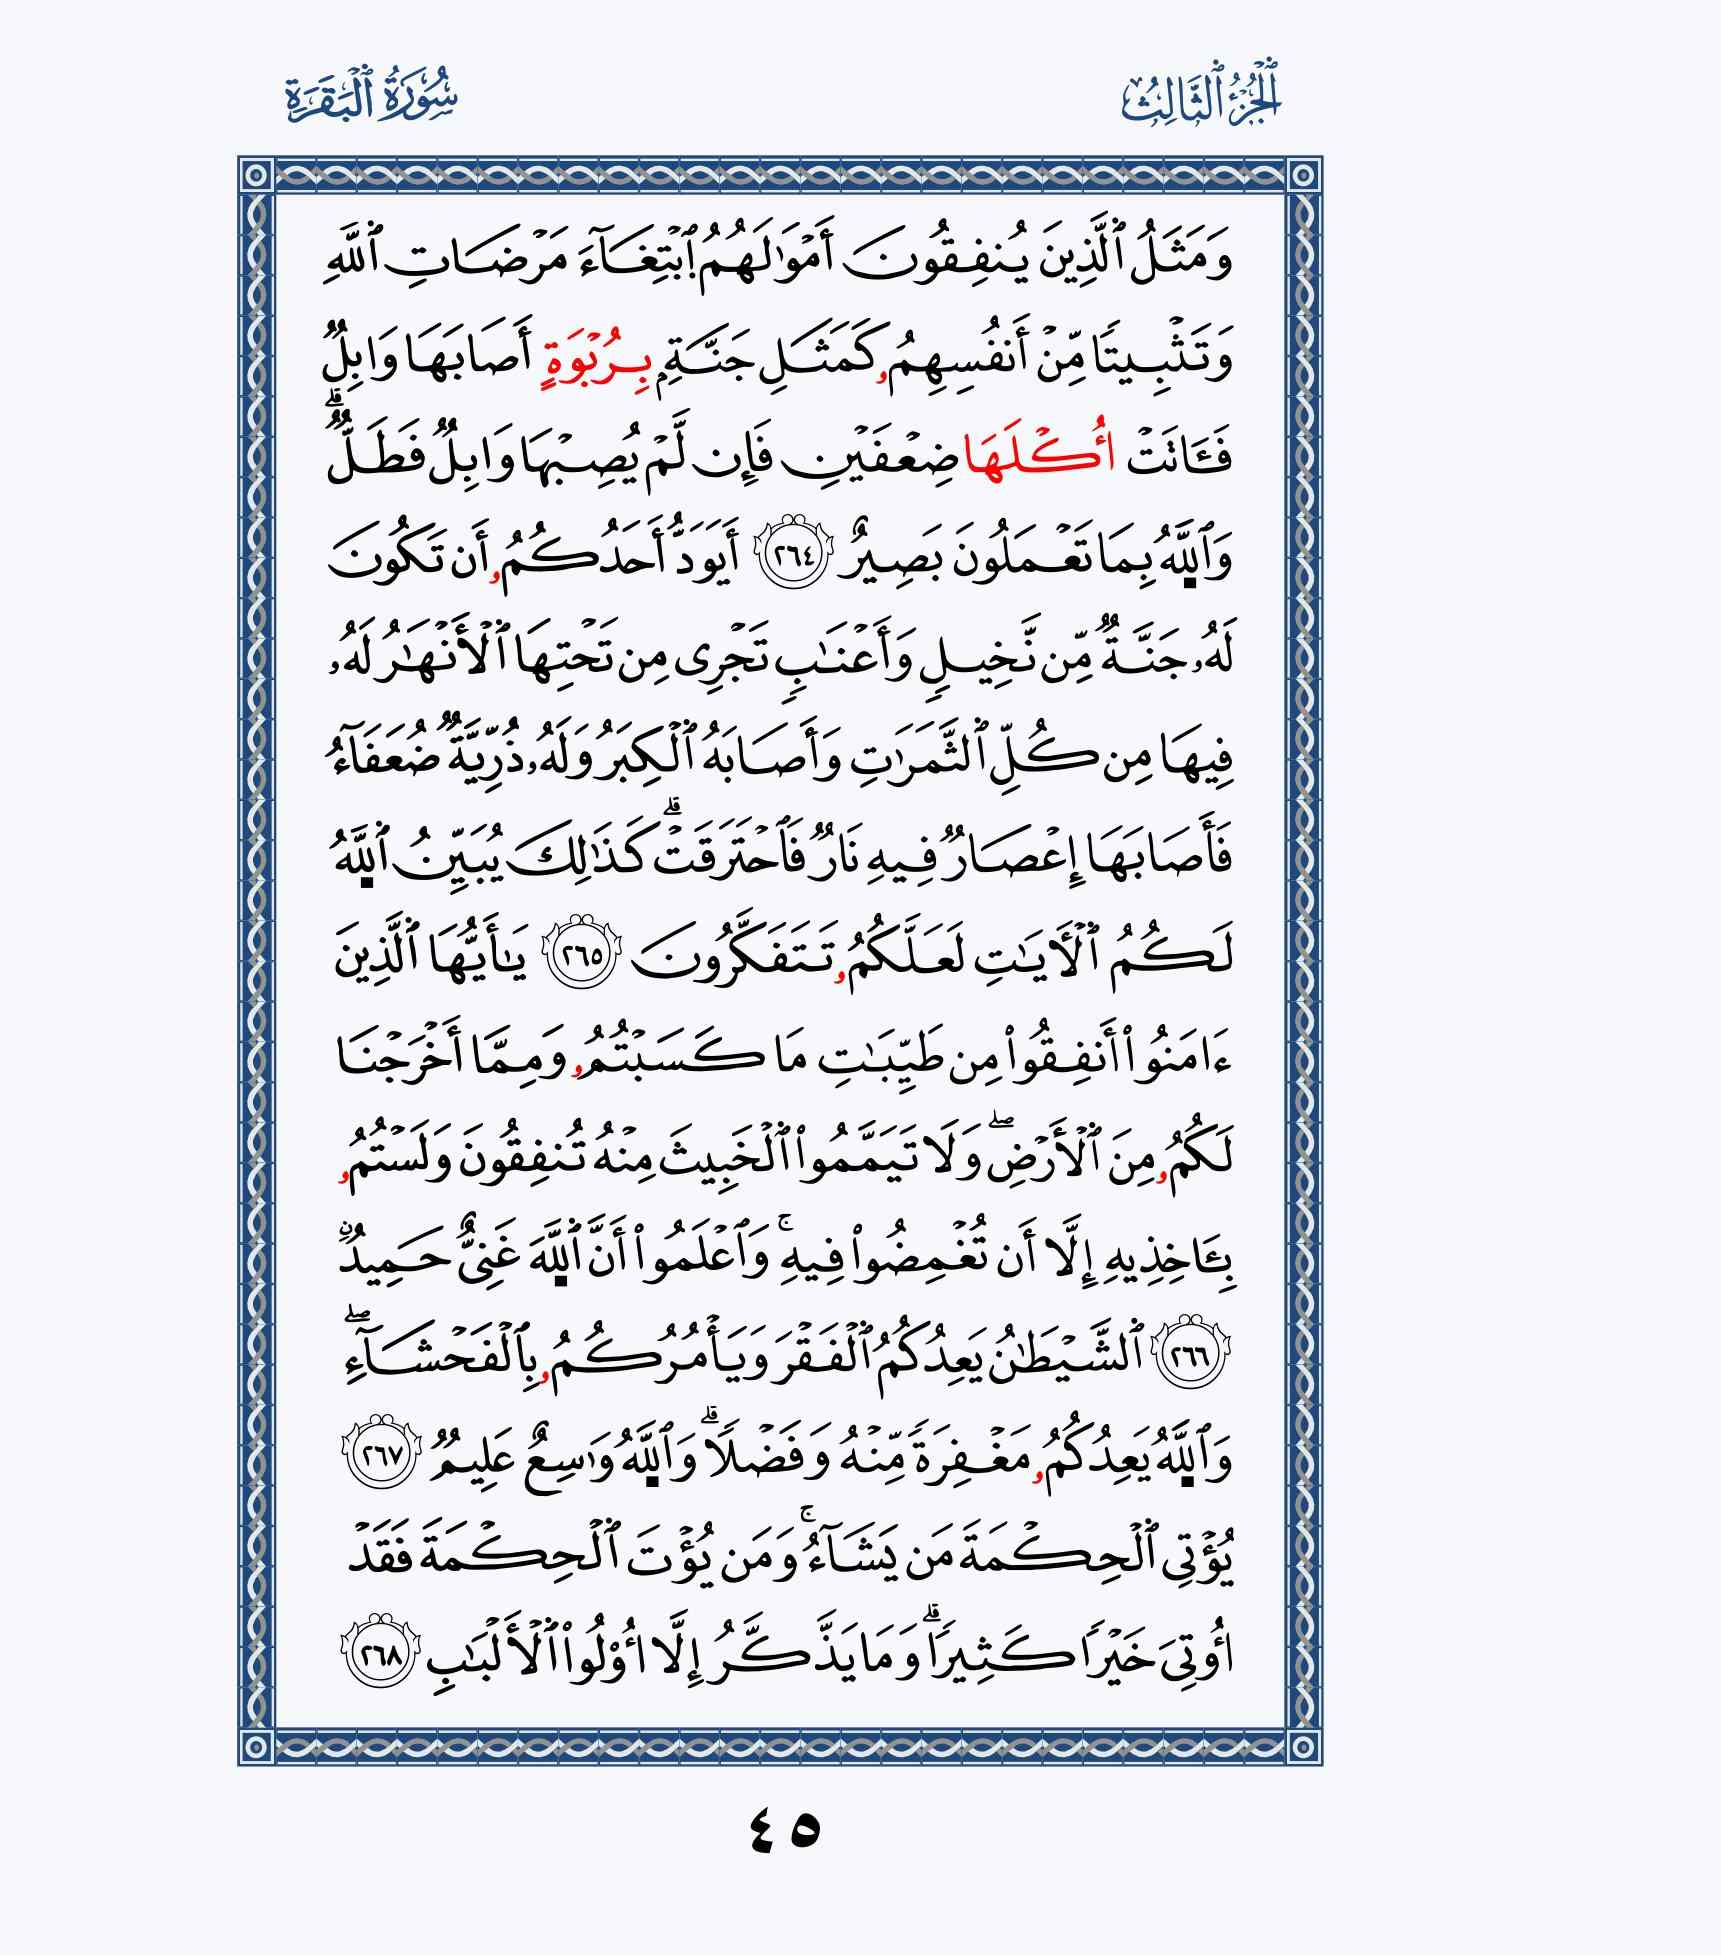 ٱلۡجُزۡءُ ٱلثَّالِثُ
سُورَةُ ٱلۡبَقَرَةِ
وَمَثَلُ ٱلَّذِينَ يُنفِقُونَ أَمۡوَٰلَهُمُ ٱبۡتِغَآءَ مَرۡضَاتِ ٱللَّهِ
وَتَثۡبِيتٗا مِّنۡ أَنفُسِهِمُۥ كَمَثَلِ جَنَّةِۭ بِرُبۡوَةٍ أَصَابَهَا وَابِلٞ
فَـَٔاتَتۡ أُكۡلَهَا ضِعۡفَيۡنِ فَإِن لَّمۡ يُصِبۡهَا وَابِلٞ فَطَلّٞۗ
وَٱللَّهُ بِمَا تَعۡمَلُونَ بَصِيرٌ ٢٦٤ أَيَوَدُّ أَحَدُكُمُۥ أَن تَكُونَ
لَهُۥ جَنَّةٞ مِّن نَّخِيلٖ وَأَعۡنَٰبٖ تَجۡرِي مِن تَحۡتِهَا ٱلۡأَنۡهَٰرُ لَهُۥ
فِيهَا مِن كُلِّ ٱلثَّمَرَٰتِ وَأَصَابَهُ ٱلۡكِبَرُ وَلَهُۥ ذُرِّيَّةٞ ضُعَفَآءُ
فَأَصَابَهَا إِعۡصَارٞ فِيهِ نَارٞ فَٱحۡتَرَقَتۡۗ كَذَٰلِكَ يُبَيِّنُ ٱللَّهُ
لَكُمُ ٱلۡأٓيَٰتِ لَعَلَّكُمُۥ تَتَفَكَّرُونَ ٢٦٥ يَٰأَيُّهَا ٱلَّذِينَ
ءَامَنُوا۟ أَنفِقُوا۟ مِن طَيِّبَٰتِ مَا كَسَبۡتُمُۥ وَمِمَّا أَخۡرَجۡنَا
لَكُمُۥ مِنَ ٱلۡأَرۡضِۖ وَلَا تَيَمَّمُوا۟ ٱلۡخَبِيثَ مِنۡهُ تُنفِقُونَ وَلَسۡتُمُۥ
بِـَٔاخِذِيهِ إِلَّا أَن تُغۡمِضُوا۟ فِيهِۚ وَٱعۡلَمُوا۟ أَنَّ ٱللَّهَ غَنِيٌّ حَمِيدٌ
٢٦٦ ٱلشَّيۡطَٰنُ يَعِدُكُمُ ٱلۡفَقۡرَ وَيَأۡمُرُكُمُۥ بِٱلۡفَحۡشَآءِۖ
وَٱللَّهُ يَعِدُكُمُۥ مَغۡفِرَةٗ مِّنۡهُ وَفَضۡلٗاۗ وَٱللَّهُ وَٰسِعٌ عَلِيمٞ ٢٦٧
يُؤۡتِي ٱلۡحِكۡمَةَ مَن يَشَآءُۚ وَمَن يُؤۡتَ ٱلۡحِكۡمَةَ فَقَدۡ
أُوتِيَ خَيۡرٗا كَثِيرٗاۗ وَمَا يَذَّكَّرُ إِلَّا أُو۟لُوا۟ ٱلۡأَلۡبَٰبِ ٢٦٨
٤٥